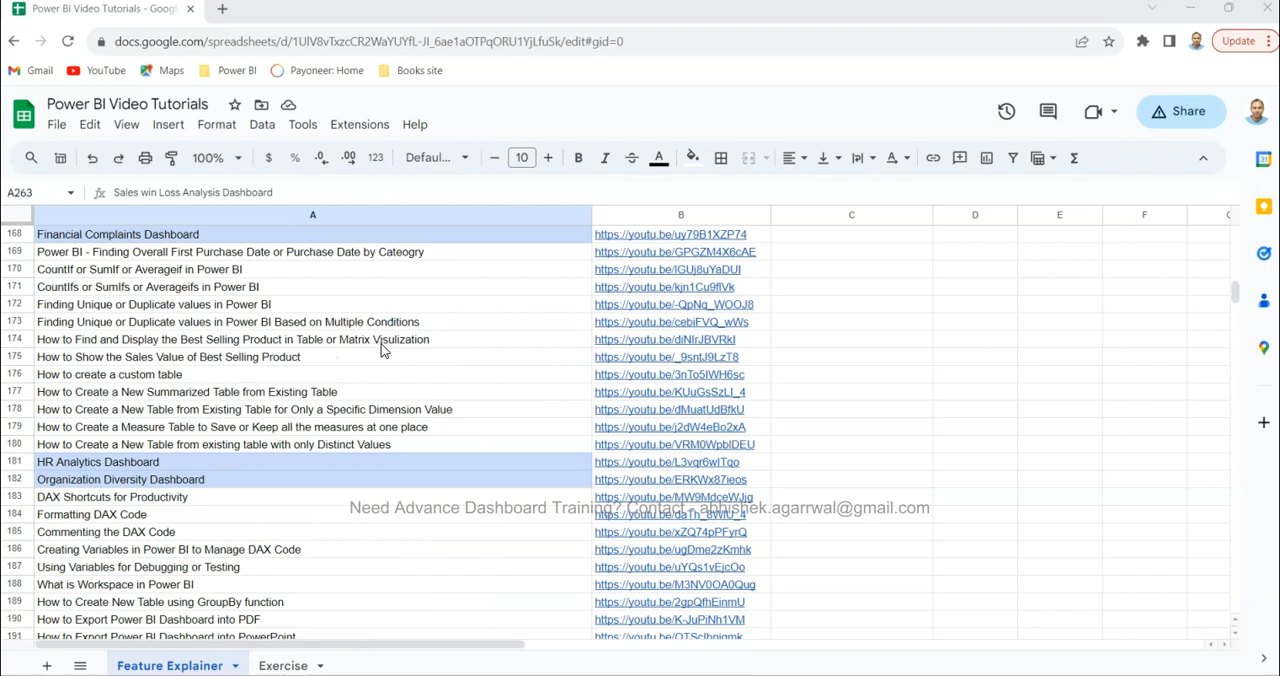 Power BI Video Tutorials - Goog
docs.google.com/spreadsheets/d/1UlV8vTxzcCR2WaYUYfL-JI_6ae1aOTPqORU1YjLfuSk/edit#gid=0
Update
Gmail YouTube Maps Power BI Payoneer: Home Books site
Power BI Video Tutorials
Share
File Edit View Insert Format Data Tools Extensions Help
100% $ % .0 .00 123 Defaul... 10 B I A
A263 fx Sales win Loss Analysis Dashboard
A B C D E F
168 Financial Complaints Dashboard https://youtu.be/uy79B1XZP74
169 Power BI - Finding Overall First Purchase Date or Purchase Date by Cateogry https://youtu.be/GPGZM4X6cAE
170 CountIf or SumIf or Averageif in Power BI https://youtu.be/lGUj8uYaDUI
171 CountIfs or SumIfs or Averageifs in Power BI https://youtu.be/kjn1Cu9flVk
172 Finding Unique or Duplicate values in Power BI https://youtu.be/-QpNq_WOOJ8
173 Finding Unique or Duplicate values in Power BI Based on Multiple Conditions https://youtu.be/cebiFVQ_wWs
174 How to Find and Display the Best Selling Product in Table or Matrix Visulization https://youtu.be/diNIrJBVRkI
175 How to Show the Sales Value of Best Selling Product https://youtu.be/_9sntJ9LzT8
176 How to create a custom table https://youtu.be/3nTo5IWH6sc
177 How to Create a New Summarized Table from Existing Table https://youtu.be/KUuGsSzLI_4
178 How to Create a New Table from Existing Table for Only a Specific Dimension Value https://youtu.be/dMuatUdBfkU
179 How to Create a Measure Table to Save or Keep all the measures at one place https://youtu.be/j2dW4eBo2xA
180 How to Create a New Table from existing table with only Distinct Values https://youtu.be/VRM0WpblDEU
181 HR Analytics Dashboard https://youtu.be/L3vqr6wlTqo
182 Organization Diversity Dashboard https://youtu.be/ERKWx87ieos
183 DAX Shortcuts for Productivity https://youtu.be/MW9MdceWJig
Need Advance Dashboard Training? Contact - abhishek.agarrwal@gmail.com
184 Formatting DAX Code https://youtu.be/daTh_8WlU_4
185 Commenting the DAX Code https://youtu.be/xZQ74pPFyrQ
186 Creating Variables in Power BI to Manage DAX Code https://youtu.be/ugDme2zKmhk
187 Using Variables for Debugging or Testing https://youtu.be/uYQs1vEjcOo
188 What is Workspace in Power BI https://youtu.be/M3NV0OA0Qug
189 How to Create New Table using GroupBy function https://youtu.be/2gpQfhEinmU
190 How to Export Power BI Dashboard into PDF https://youtu.be/K-JuPiNh1VM
191 How to Export Power BI Dashboard into PowerPoint
Feature Explainer Exercise